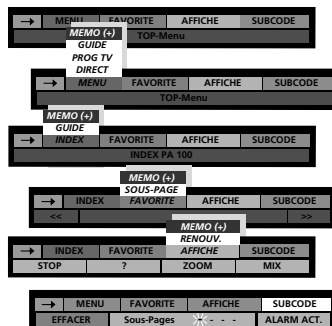 → MENU FAVORITE AFFICHE SUBCODE
MEMO (+)
TOP-Menu
GUIDE
PROG TV
DIRECT
→ MENU FAVORITE AFFICHE SUBCODE
TOP-Menu
MEMO (+)
GUIDE
→ INDEX FAVORITE AFFICHE SUBCODE
INDEX PA 100
MEMO (+)
SOUS-PAGE
→ INDEX FAVORITE AFFICHE SUBCODE
<< >>
MEMO (+)
RENOUV.
→ INDEX FAVORITE AFFICHE SUBCODE
STOP ? ZOOM MIX
→ MENU FAVORITE AFFICHE SUBCODE
EFFACER Sous-Pages - - - ALARM ACT.